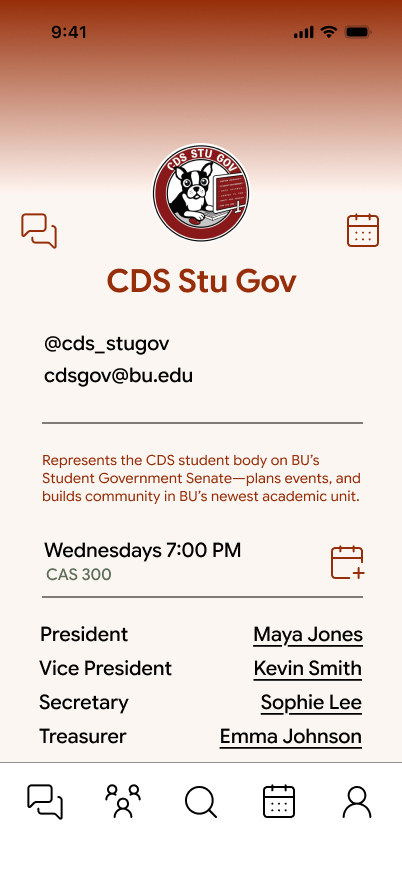 9:41
CDS STU GOV
CDS Stu Gov
@cds_stugov
cdsgov@bu.edu
Represents the CDS student body on BU's
Student Government Senate—plans events, and
builds community in BU's newest academic unit.
Wednesdays 7:00 PM
CAS 300
President Maya Jones
Vice President Kevin Smith
Secretary Sophie Lee
Treasurer Emma Johnson